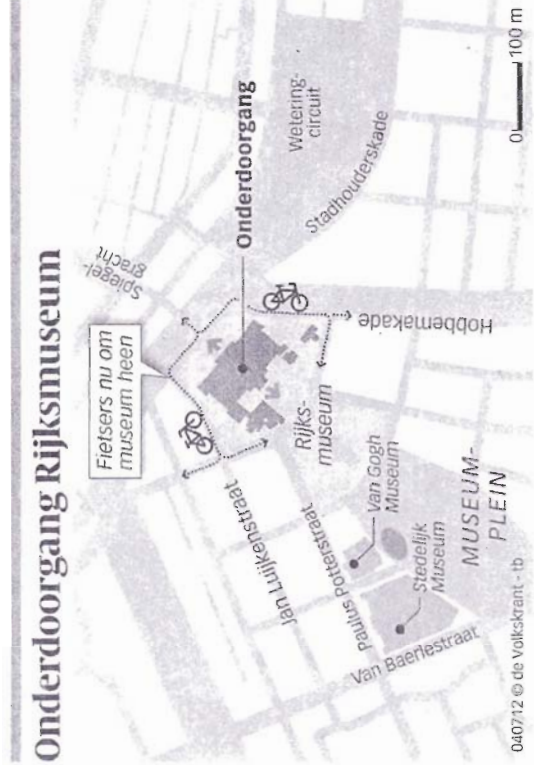 Onderdoorgang Rijksmuseum
Fietsers nu om
museum heen
Spiegel-
gracht
Onderdoorgang
Wetering-
circuit
Stadhouderskade
Hobbemakade
Rijks-
museum
Jan Luijkenstraat
Paulus Potterstraat
Van Gogh
Museum
Stedelijk
Museum
MUSEUM-
PLEIN
Van Baerlestraat
040712 © de Volkskrant - tb
0 100 m